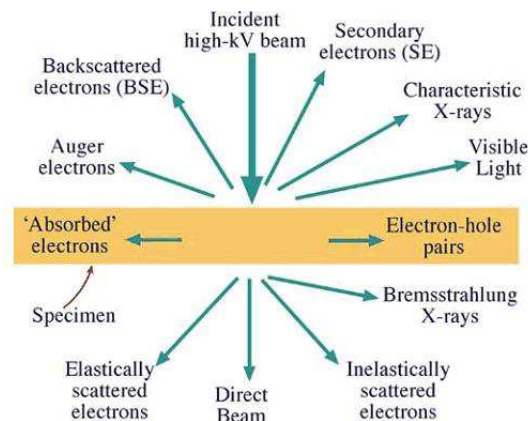 Incident
high-kV beam
Secondary
electrons (SE)
Backscattered
electrons (BSE)
Characteristic
X-rays
Auger
electrons
Visible
Light
'Absorbed'
electrons
Electron-hole
pairs
Specimen
Bremsstrahlung
X-rays
Elastically
scattered
electrons
Direct
Beam
Inelastically
scattered
electrons